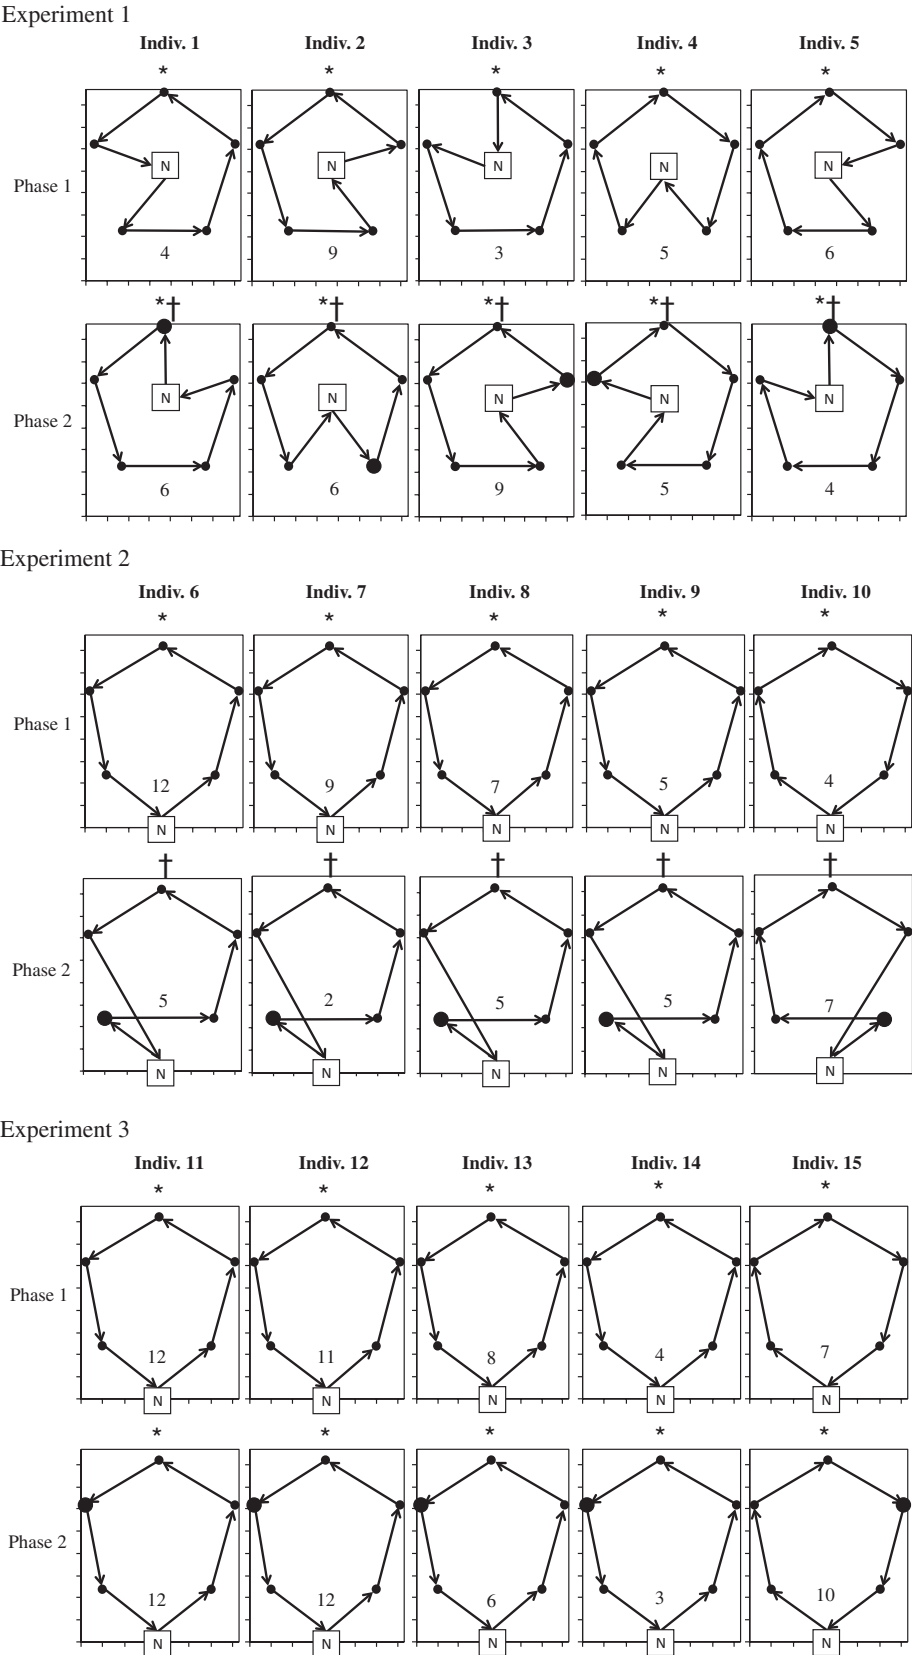 Experiment 1
Indiv. 1 Indiv. 2 Indiv. 3 Indiv. 4 Indiv. 5
* * * * *
Phase 1
N N N N N
4 9 3 5 6
*† *† *† *† *†
Phase 2
N N N N N
6 6 9 5 4
Experiment 2
Indiv. 6 Indiv. 7 Indiv. 8 Indiv. 9 Indiv. 10
* * * * *
Phase 1
12 9 7 5 4
N N N N N
† † † † †
Phase 2
5 2 5 5 7
N N N N N
Experiment 3
Indiv. 11 Indiv. 12 Indiv. 13 Indiv. 14 Indiv. 15
* * * * *
Phase 1
12 11 8 4 7
N N N N N
* * * * *
Phase 2
12 12 6 3 10
N N N N N